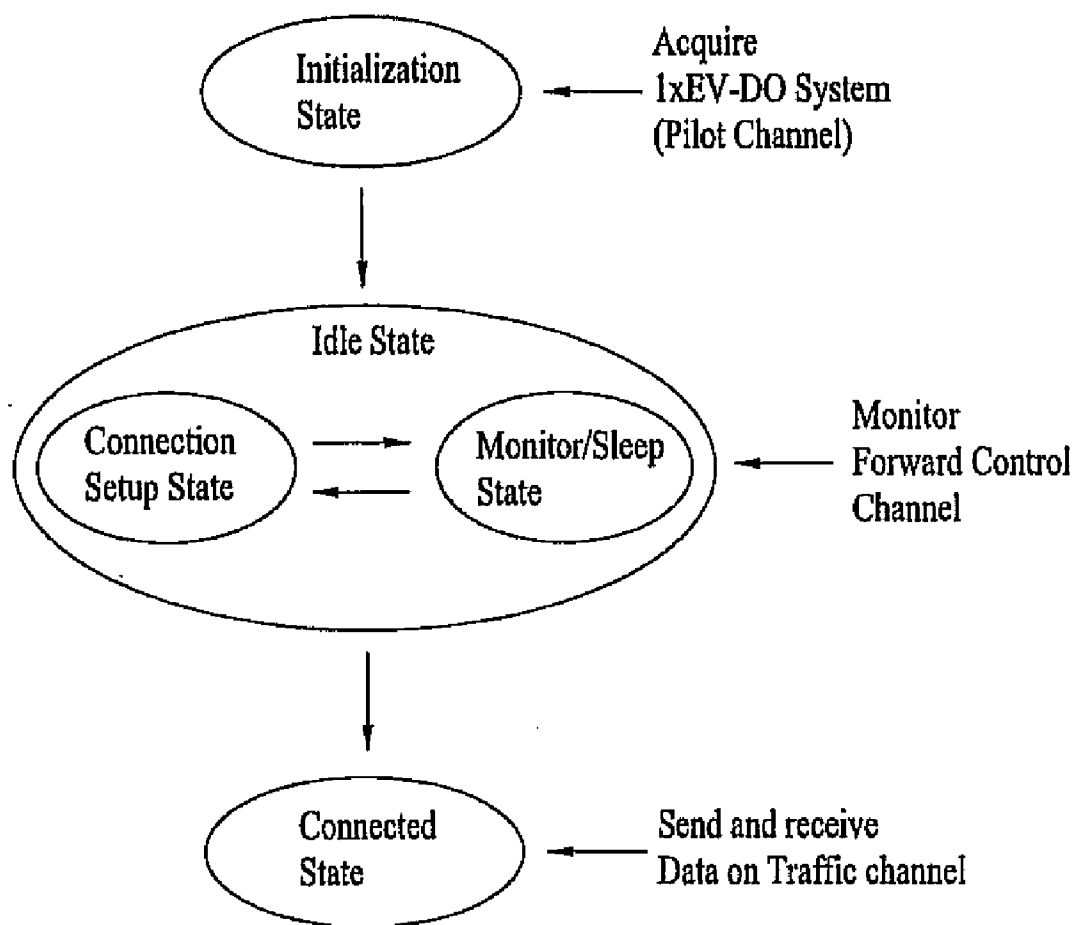 Initialization
State
Acquire
1xEV-DO System
(Pilot Channel)
Idle State
Connection
Setup State
Monitor/Sleep
State
Monitor
Forward Control
Channel
Connected
State
Send and receive
Data on Traffic channel